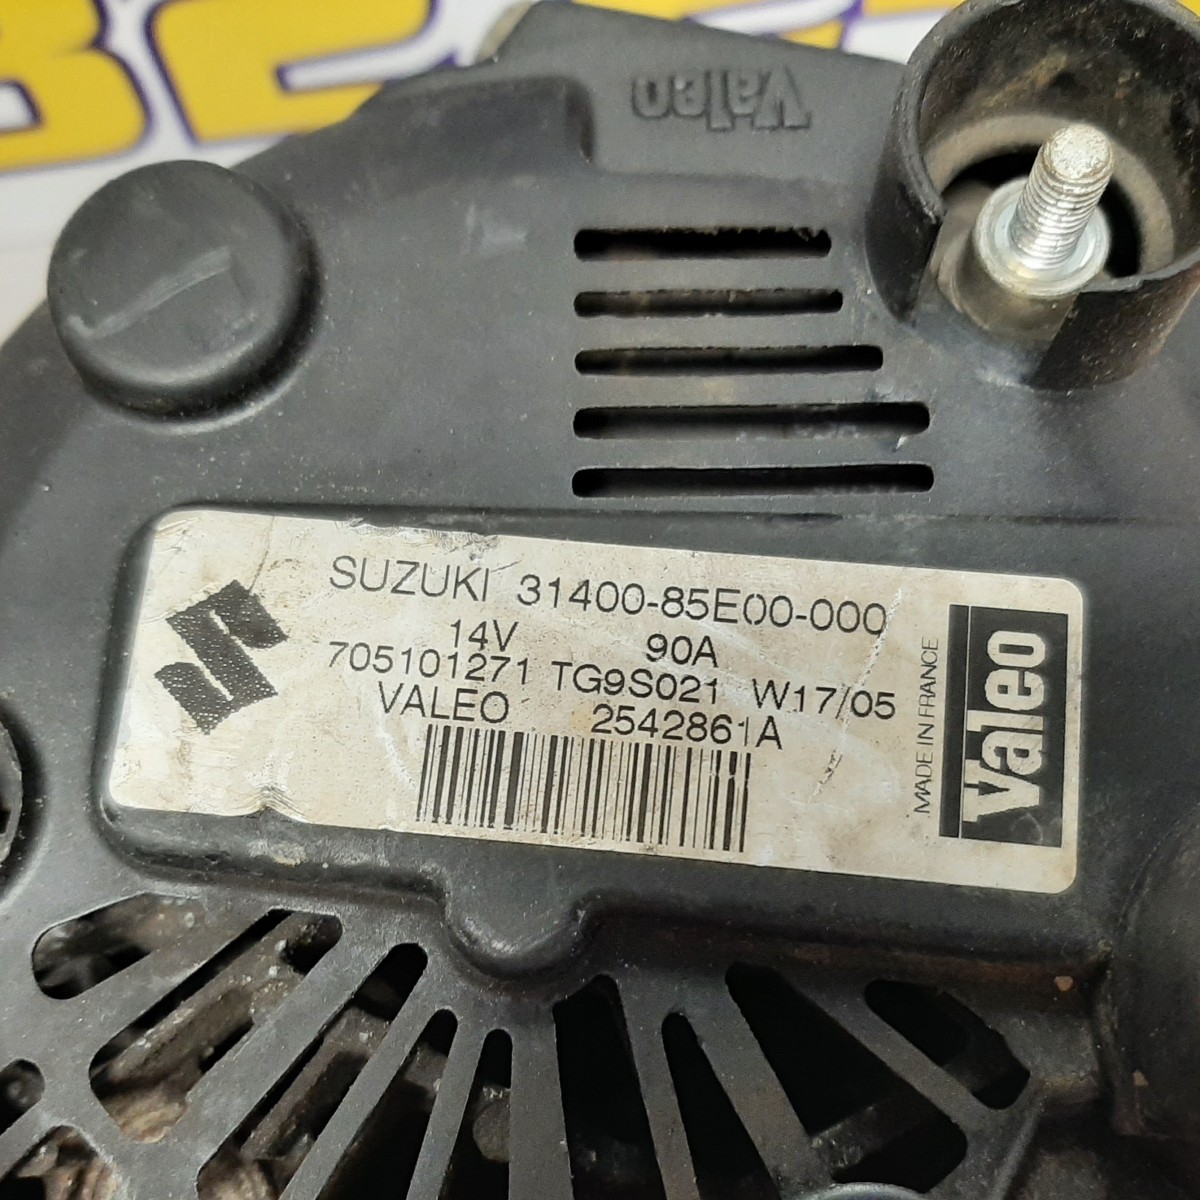 Valeo
SUZUKI 31400-85E00-000
14V 90A
705101271 TG9S021 W17/05
VALEO 2542861A
MADE IN FRANCE
Valeo